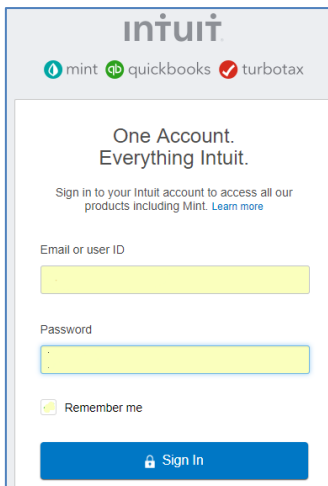 intuit
mint qb quickbooks turbotax
One Account.
Everything Intuit.
Sign in to your Intuit account to access all our
products including Mint. Learn more
Email or user ID
Password
Remember me
Sign In